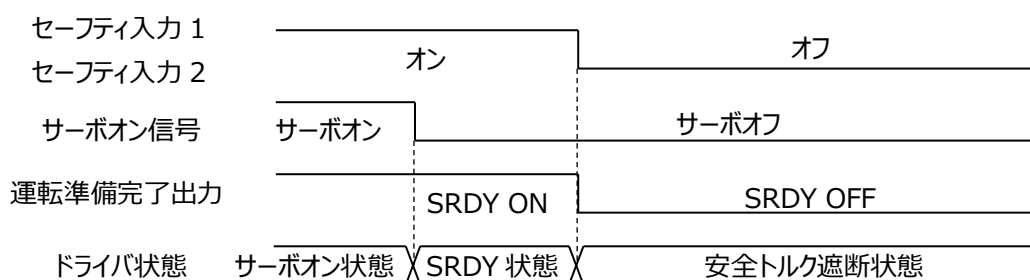 セーフティ入力 1
オン オフ
セーフティ入力 2
サーボオン信号 サーボオン サーボオフ
運転準備完了出力 SRDY ON SRDY OFF
ドライバ状態 サーボオン状態 SRDY 状態 安全トルク遮断状態